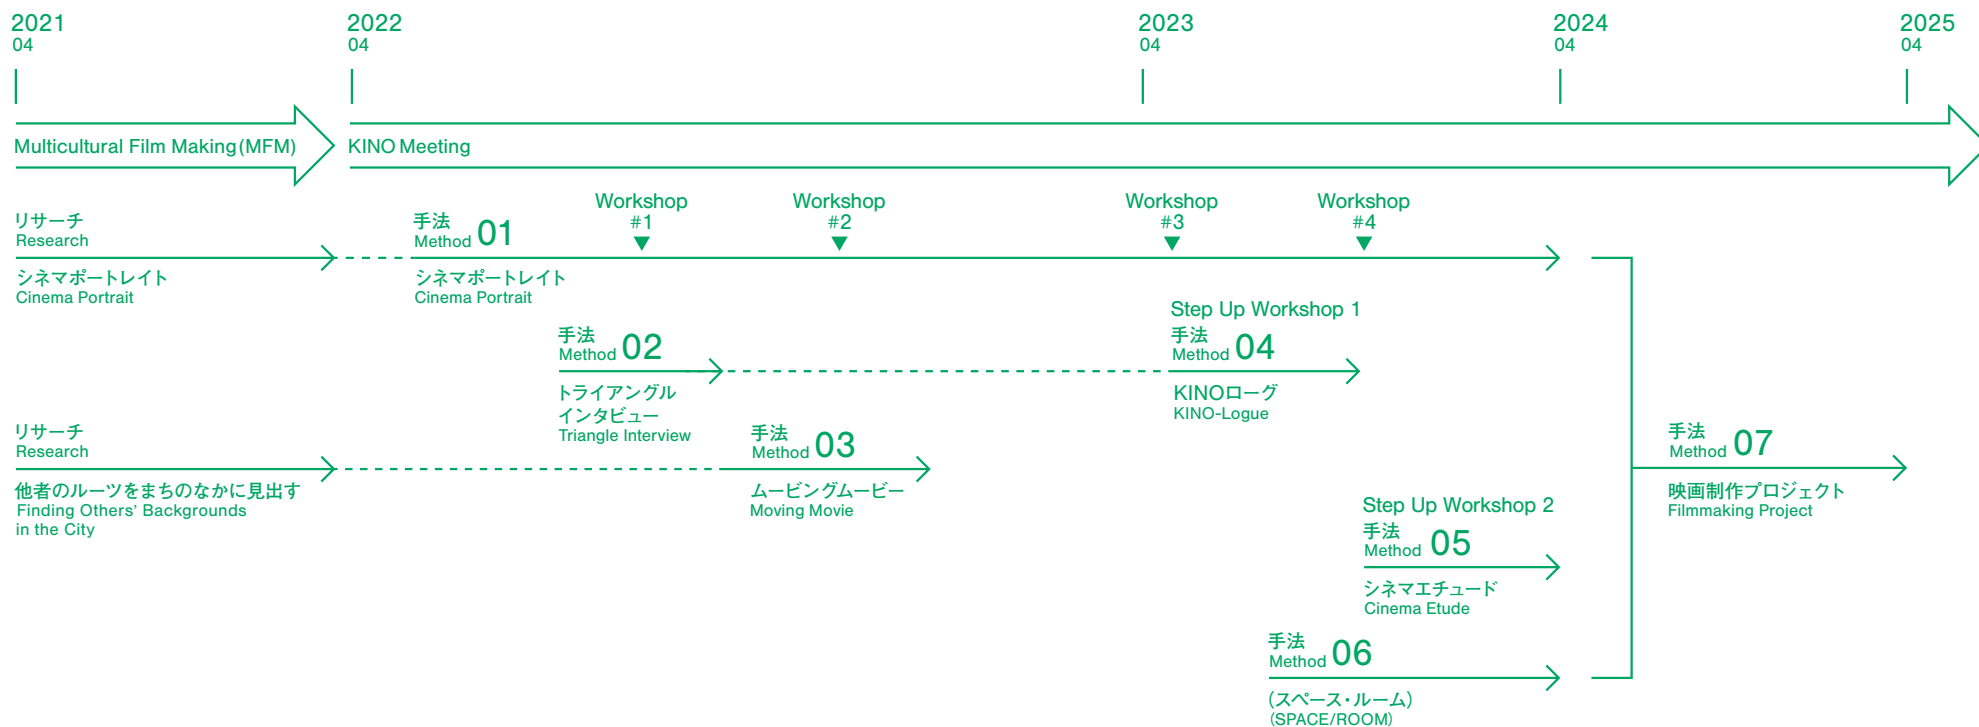 2021
04
2022
04
2023
04
2024
04
2025
04
Multicultural Film Making (MFM)
KINO Meeting
リサーチ
Research
シネマポートレイト
Cinema Portrait
手法
Method 01
シネマポートレイト
Cinema Portrait
Workshop
#1
Workshop
#2
Workshop
#3
Workshop
#4
手法
Method 02
トライアングル
インタビュー
Triangle Interview
Step Up Workshop 1
手法
Method 04
KINOローグ
KINO-Logue
リサーチ
Research
他者のルーツをまちのなかに見出す
Finding Others’ Backgrounds
in the City
手法
Method 03
ムービングムービー
Moving Movie
Step Up Workshop 2
手法
Method 05
シネマエチュード
Cinema Etude
手法
Method 06
(スペース・ルーム)
(SPACE/ROOM)
手法
Method 07
映画制作プロジェクト
Filmmaking Project